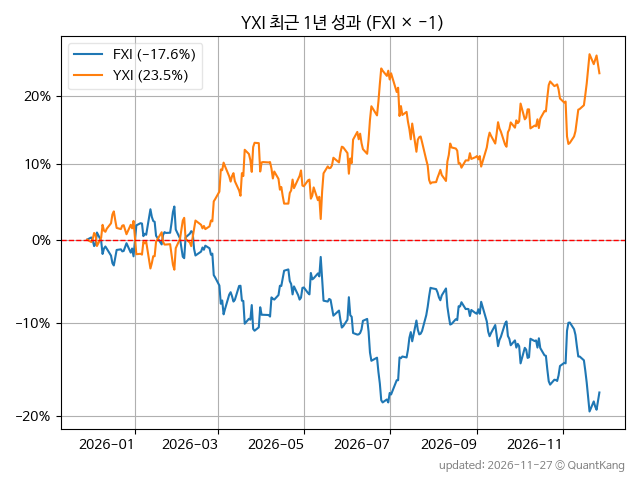 YXI 최근 1년 성과 (FXI × −1)
FXI (−17.6%)
YXI (23.5%)
20%
10%
0%
−10%
−20%
2026-01 2026-03 2026-05 2026-07 2026-09 2026-11
updated: 2026-11-27 © QuantKang